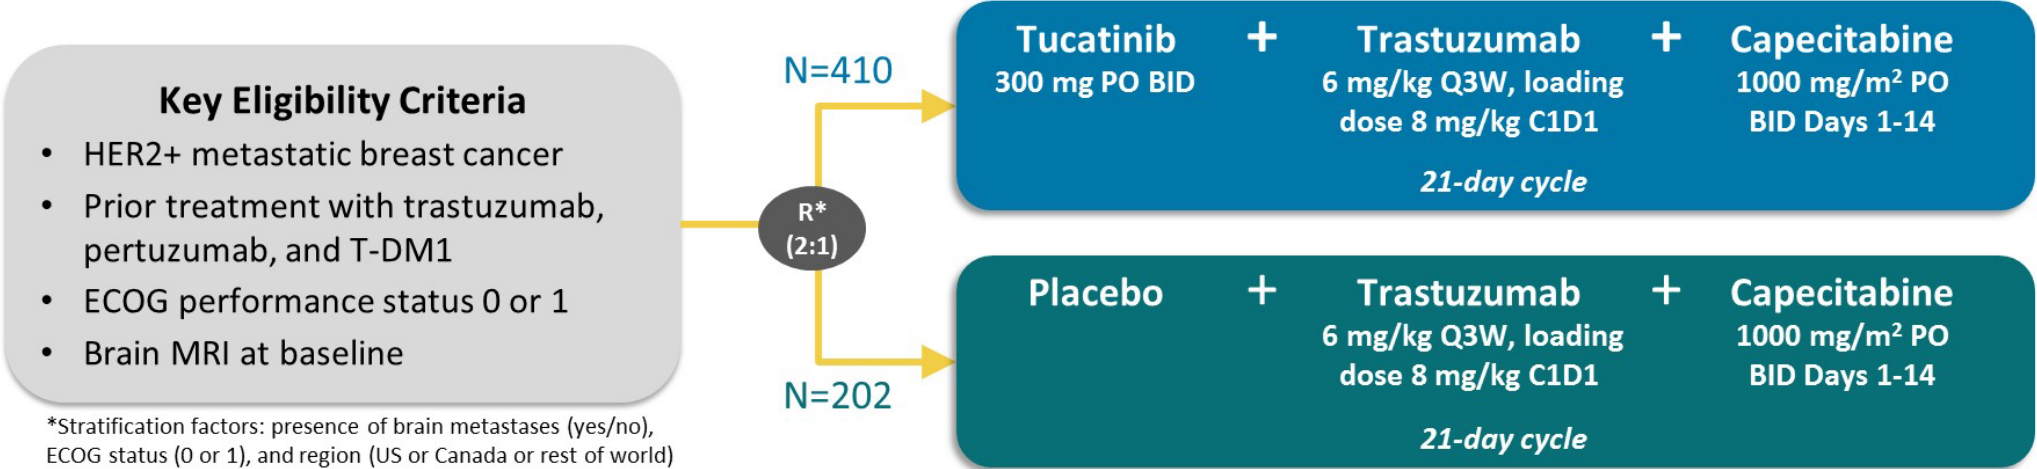 Key Eligibility Criteria
• HER2+ metastatic breast cancer
• Prior treatment with trastuzumab,
pertuzumab, and T-DM1
• ECOG performance status 0 or 1
• Brain MRI at baseline
*Stratification factors: presence of brain metastases (yes/no),
ECOG status (0 or 1), and region (US or Canada or rest of world)
R*
(2:1)
N=410
Tucatinib + Trastuzumab + Capecitabine
300 mg PO BID 6 mg/kg Q3W, loading 1000 mg/m² PO
dose 8 mg/kg C1D1 BID Days 1-14
21-day cycle
N=202
Placebo + Trastuzumab + Capecitabine
6 mg/kg Q3W, loading 1000 mg/m² PO
dose 8 mg/kg C1D1 BID Days 1-14
21-day cycle